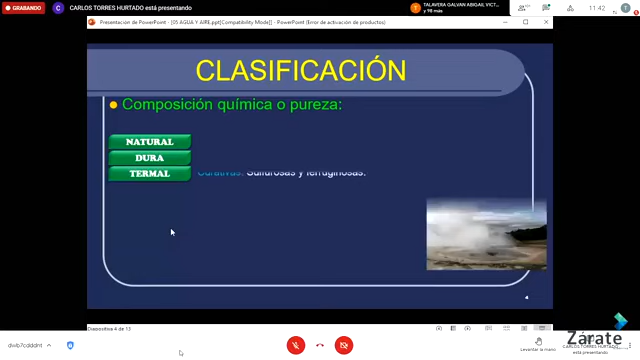 GRABANDO
C CARLOS TORRES HURTADO está presentando
T TALAVERA GALVAN ABIGAIL VICT...
y 98 más
11:42
Presentación de PowerPoint - [05 AGUA Y AIRE.ppt[Compatibility Mode]] - PowerPoint (Error de activación de productos)
CLASIFICACIÓN
Composición química o pureza:
NATURAL
DURA
TERMAL
Curativas: Sulfurosas y ferruginosas.
4
Diapositiva 4 de 13
Zárate
Levantar la mano
CARLOS TORRES HURTADO
está presentando